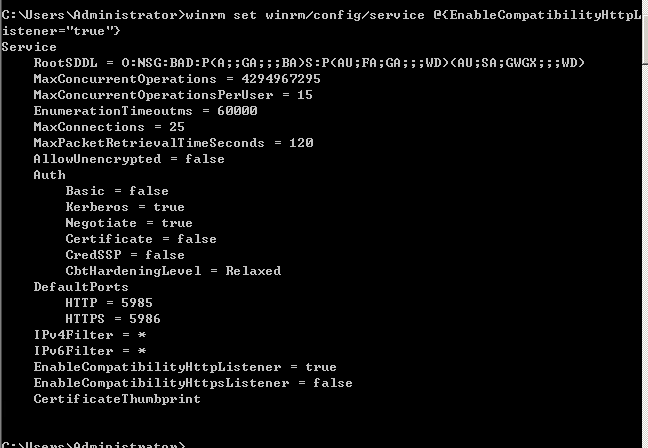 C:\Users\Administrator>winrm set winrm/config/service @{EnableCompatibilityHttpL
istener="true"}
Service
    RootSDDL = O:NSG:BAD:P(A;;GA;;;BA)S:P(AU;FA;GA;;;WD)(AU;SA;GWGX;;;WD)
    MaxConcurrentOperations = 4294967295
    MaxConcurrentOperationsPerUser = 15
    EnumerationTimeoutms = 60000
    MaxConnections = 25
    MaxPacketRetrievalTimeSeconds = 120
    AllowUnencrypted = false
    Auth
        Basic = false
        Kerberos = true
        Negotiate = true
        Certificate = false
        CredSSP = false
        CbtHardeningLevel = Relaxed
    DefaultPorts
        HTTP = 5985
        HTTPS = 5986
    IPv4Filter = *
    IPv6Filter = *
    EnableCompatibilityHttpListener = true
    EnableCompatibilityHttpsListener = false
    CertificateThumbprint
C:\Users\Administrator>